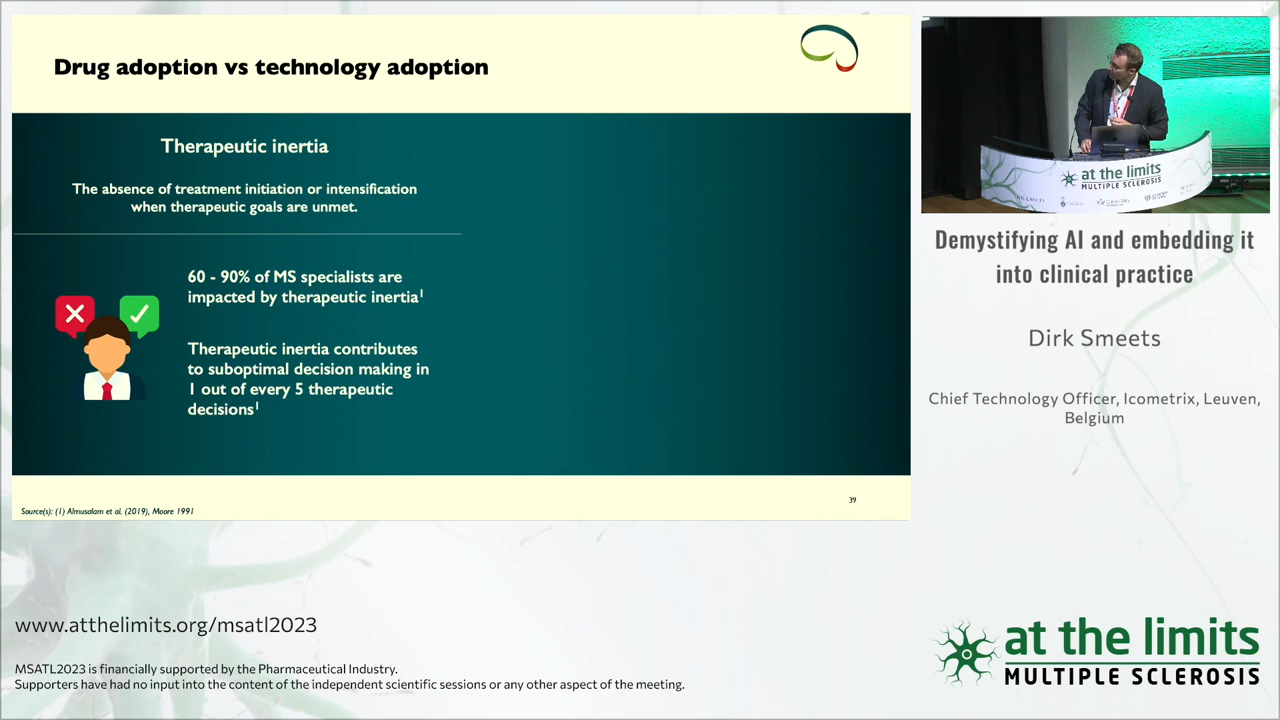 Drug adoption vs technology adoption
Therapeutic inertia
The absence of treatment initiation or intensification
when therapeutic goals are unmet.
60 - 90% of MS specialists are
impacted by therapeutic inertia¹
Therapeutic inertia contributes
to suboptimal decision making in
1 out of every 5 therapeutic
decisions¹
39
Source(s): (1) Almusalam et al. (2019), Moore 1991
at the limits
MULTIPLE SCLEROSIS
Demystifying AI and embedding it
into clinical practice
Dirk Smeets
Chief Technology Officer, Icometrix, Leuven,
Belgium
www.atthelimits.org/msatl2023
MSATL2023 is financially supported by the Pharmaceutical Industry.
Supporters have had no input into the content of the independent scientific sessions or any other aspect of the meeting.
at the limits
MULTIPLE SCLEROSIS